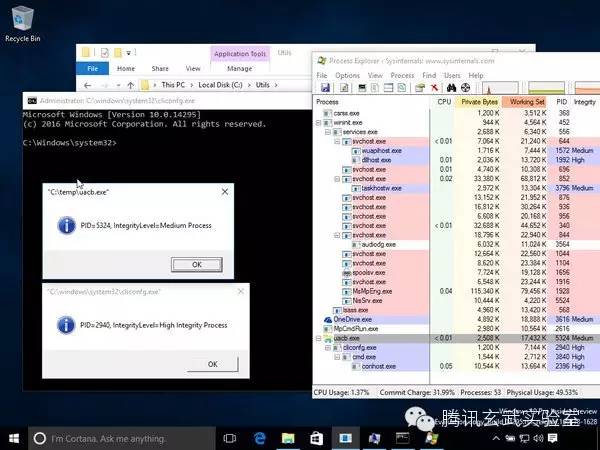 Recycle Bin
Application Tools
Utils
File
Home
Share
View
Manage
This PC > Local Disk (C:) > Utils >
Administrator: C:\windows\system32\cliconfg.exe
Microsoft Windows [Version 10.0.14295]
(c) 2016 Microsoft Corporation. All rights reserved.
C:\Windows\system32>
"C:\temp\uacb.exe"
PID=5324, IntegrityLevel=Medium Process
OK
"C:\windows\system32\cliconfg.exe"
PID=2940, IntegrityLevel=High Integrity Process
OK
Process Explorer - Sysinternals: www.sysinternals.com
File Options View Process Find Users Help
Process CPU Private Bytes Working Set PID Integrity
csrss.exe 1,200 K 3,512 K 368
wininit.exe 944 K 4,564 K 452
services.exe 2,332 K 5,144 K 532
svchost.exe < 0.01 7,064 K 21,240 K 644
wuapihost.exe 1,716 K 7,444 K 1572 Medium
dllhost.exe 0.01 2,036 K 13,720 K 1992 High
svchost.exe 0.01 4,740 K 10,308 K 696
svchost.exe 0.02 33,380 K 68,812 K 852
taskhostw.exe 2,972 K 13,304 K 3796 Medium
svchost.exe 13,152 K 21,952 K 876
svchost.exe 16,812 K 30,264 K 936
svchost.exe 6,608 K 20,168 K 956
svchost.exe < 0.01 32,688 K 44,652 K 340
svchost.exe 18,796 K 22,940 K 844
audiodg.exe 6,032 K 11,024 K 3564
svchost.exe 12,664 K 22,560 K 1044
svchost.exe 8,620 K 23,384 K 1104
spoolsv.exe 7,724 K 19,128 K 1656
svchost.exe 6,548 K 23,524 K 1916
MsMpEng.exe 0.04 115,340 K 79,456 K 1928
NisSrv.exe 10,444 K 4,220 K 5524
lsass.exe 4,960 K 12,244 K 540
OneDrive.exe 4,892 K 18,888 K 3616 Medium
MpCmdRun.exe 2,980 K 10,564 K 2616
uacb.exe < 0.01 2,508 K 17,432 K 5324 Medium
cliconfg.exe 1,200 K 7,144 K 2940 High
cmd.exe 1,544 K 2,712 K 3840 High
conhost.exe 0.05 10,544 K 13,664 K 2396 High
CPU Usage: 1.37% Commit Charge: 31.99% Processes: 53 Physical Usage: 49.53%
腾讯玄武实验室
I'm Cortana. Ask me anything.